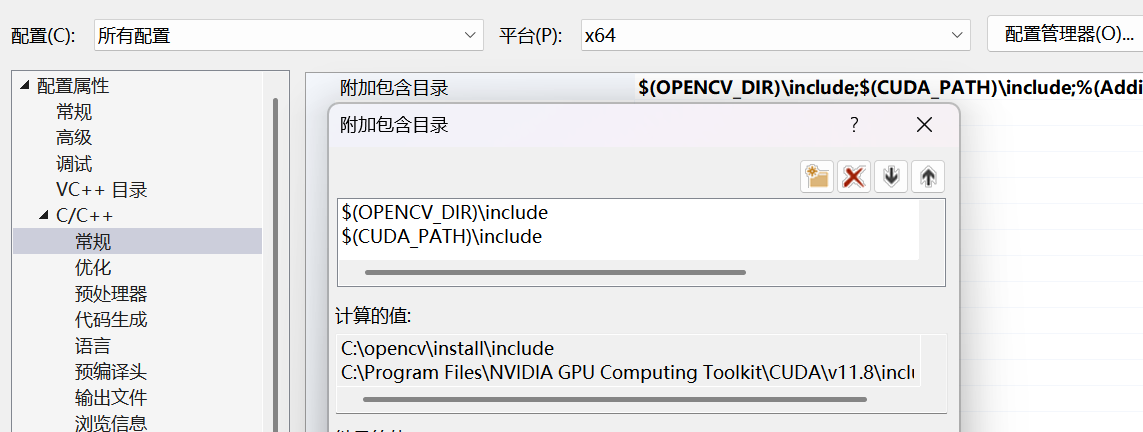 配置(C): 所有配置 平台(P): x64 配置管理器(O)...
配置属性
常规
高级
调试
VC++ 目录
C/C++
常规
优化
预处理器
代码生成
语言
预编译头
输出文件
浏览信息
附加包含目录 $(OPENCV_DIR)\include;$(CUDA_PATH)\include;%(Addi
附加包含目录 ?
$(OPENCV_DIR)\include
$(CUDA_PATH)\include
计算的值:
C:\opencv\install\include
C:\Program Files\NVIDIA GPU Computing Toolkit\CUDA\v11.8\inclu